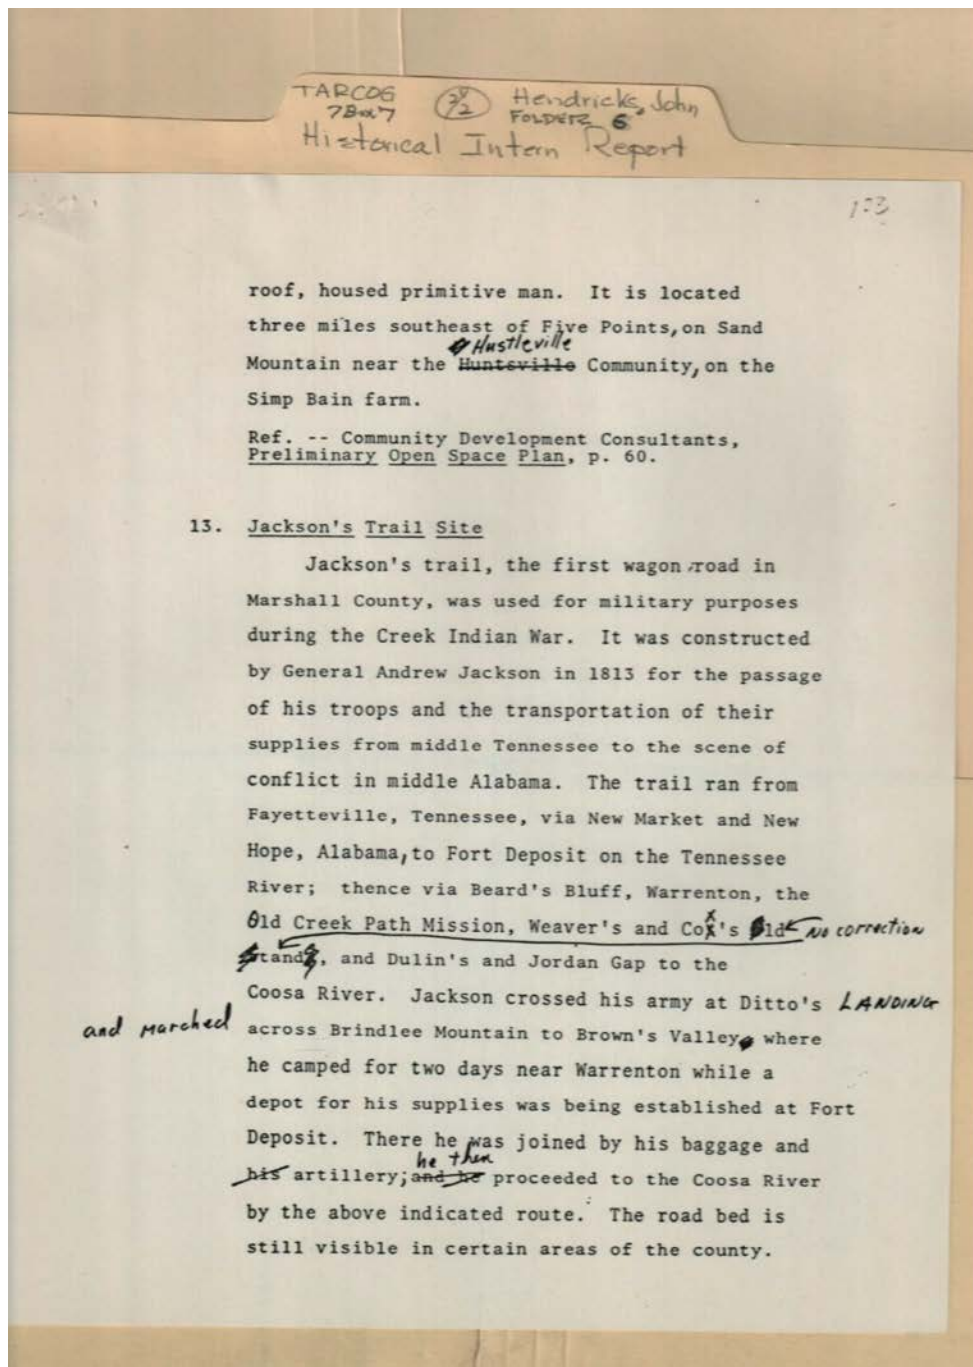 TARCOG 24/2 Hendricks, John
7Box7 FOLDER 6
Historical Intern Report
123
roof, housed primitive man. It is located
three miles southeast of Five Points, on Sand
Hustleville
Mountain near the Huntsville Community, on the
Simp Bain farm.
Ref. -- Community Development Consultants,
Preliminary Open Space Plan, p. 60.
13. Jackson's Trail Site
Jackson's trail, the first wagon road in
Marshall County, was used for military purposes
during the Creek Indian War. It was constructed
by General Andrew Jackson in 1813 for the passage
of his troops and the transportation of their
supplies from middle Tennessee to the scene of
conflict in middle Alabama. The trail ran from
Fayetteville, Tennessee, via New Market and New
Hope, Alabama, to Fort Deposit on the Tennessee
River; thence via Beard's Bluff, Warrenton, the
Old Creek Path Mission, Weaver's and Cox's Old No correction
Stand, and Dulin's and Jordan Gap to the
Coosa River. Jackson crossed his army at Ditto's LANDING
and marched across Brindlee Mountain to Brown's Valley, where
he camped for two days near Warrenton while a
depot for his supplies was being established at Fort
Deposit. There he was joined by his baggage and
he then
his artillery; and he proceeded to the Coosa River
by the above indicated route. The road bed is
still visible in certain areas of the county.